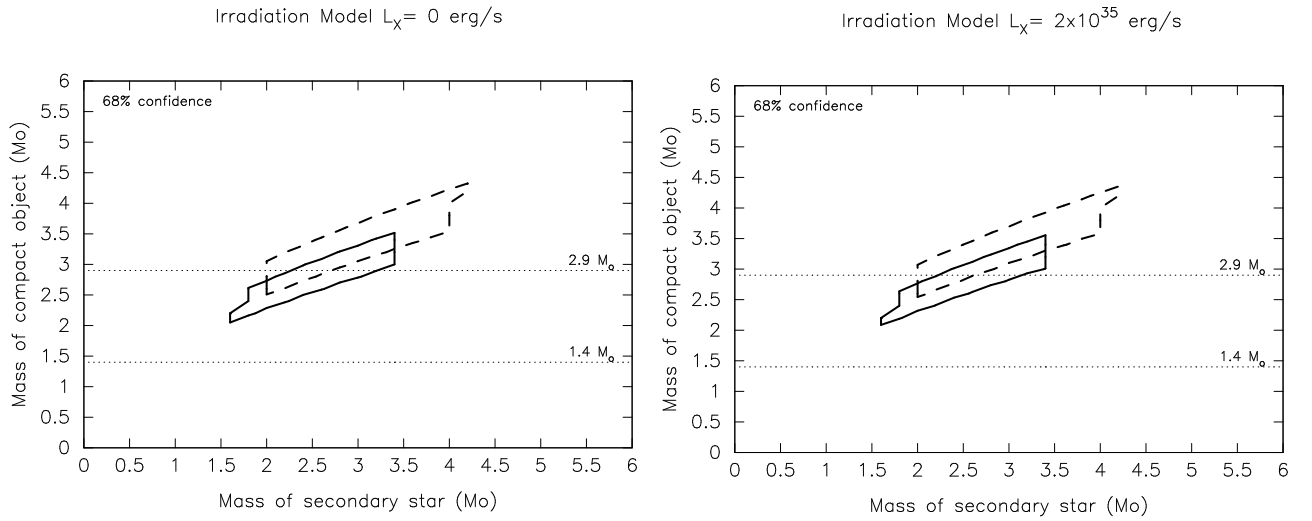 Irradiation Model L_X= 0 erg/s
68% confidence
6
5.5
5
4.5
4
3.5
3
2.5
2
1.5
1
0.5
0
2.9 M_o
1.4 M_o
Mass of compact object (Mo)
0 0.5 1 1.5 2 2.5 3 3.5 4 4.5 5 5.5 6
Mass of secondary star (Mo)
Irradiation Model L_X= 2x10^35 erg/s
68% confidence
6
5.5
5
4.5
4
3.5
3
2.5
2
1.5
1
0.5
0
2.9 M_o
1.4 M_o
Mass of compact object (Mo)
0 0.5 1 1.5 2 2.5 3 3.5 4 4.5 5 5.5 6
Mass of secondary star (Mo)